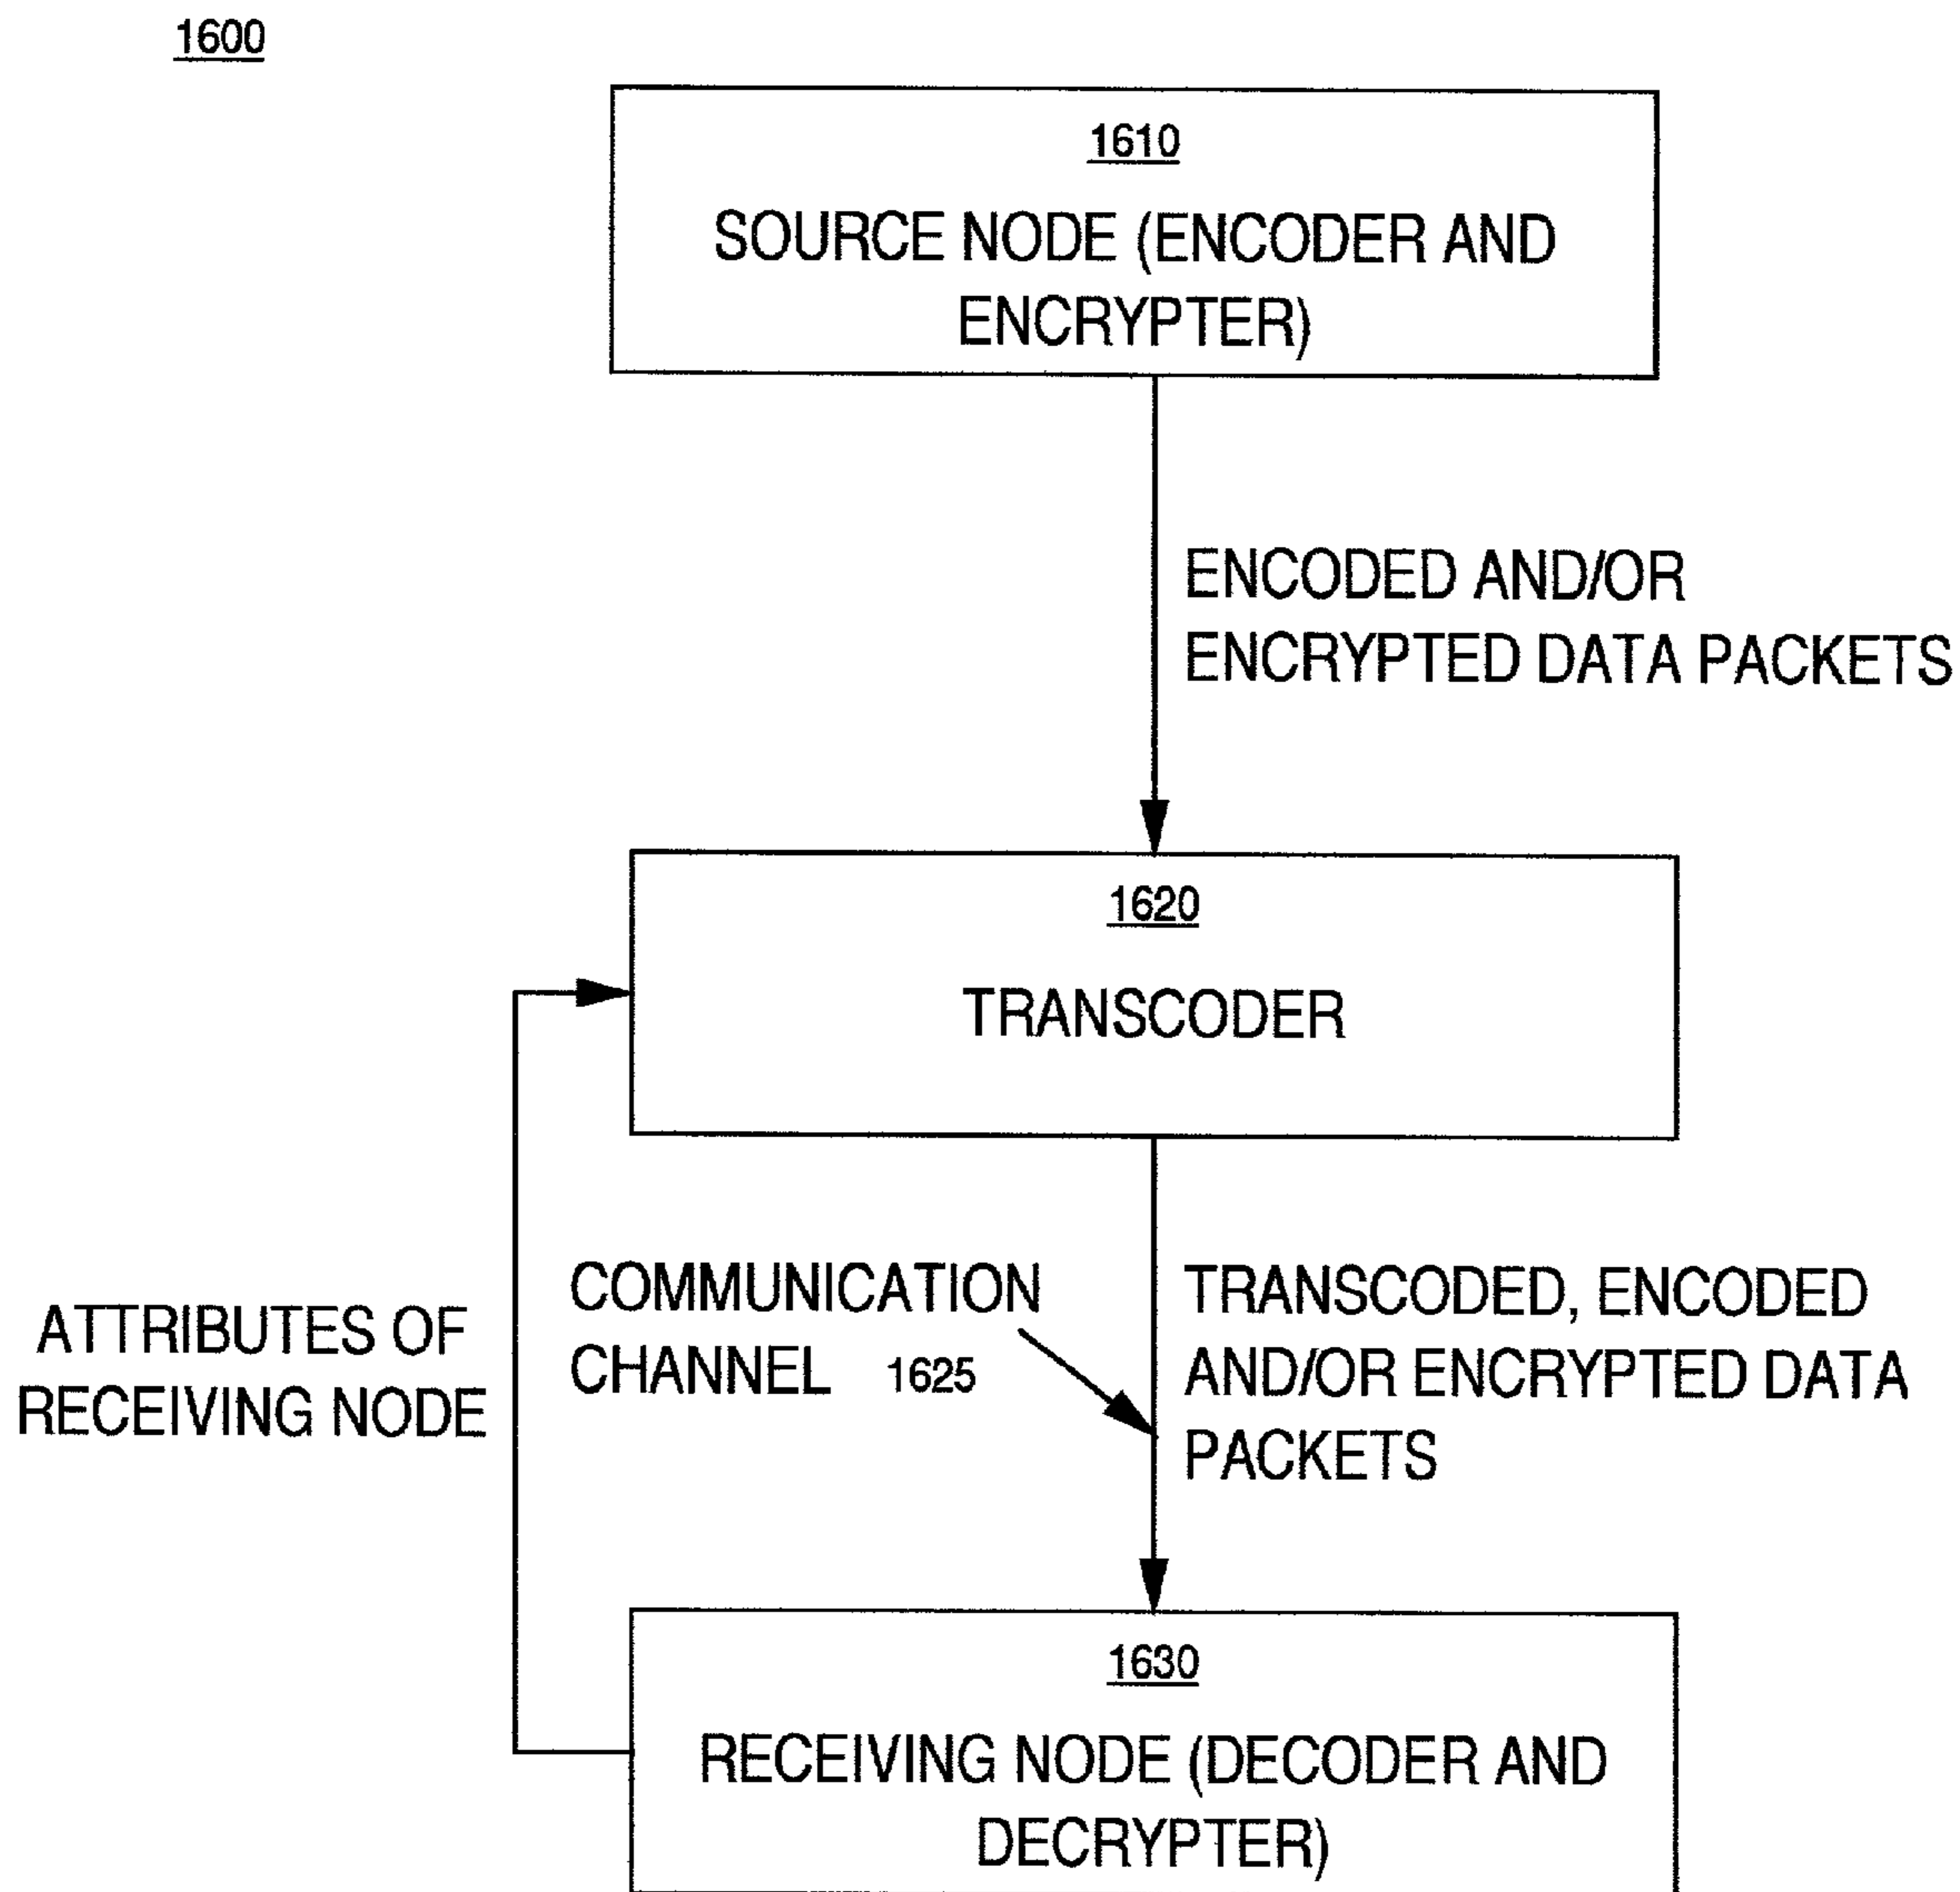 1600
1610
SOURCE NODE (ENCODER AND
ENCRYPTER)
ENCODED AND/OR
ENCRYPTED DATA PACKETS
1620
TRANSCODER
ATTRIBUTES OF
RECEIVING NODE
COMMUNICATION
CHANNEL 1625
TRANSCODED, ENCODED
AND/OR ENCRYPTED DATA
PACKETS
1630
RECEIVING NODE (DECODER AND
DECRYPTER)